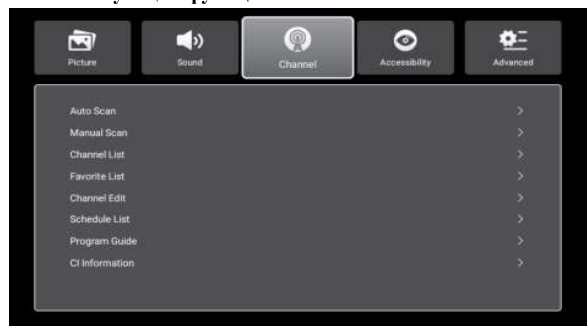 Picture Sound Channel Accessibility Advanced
Auto Scan
Manual Scan
Channel List
Favorite List
Channel Edit
Schedule List
Program Guide
CI Information